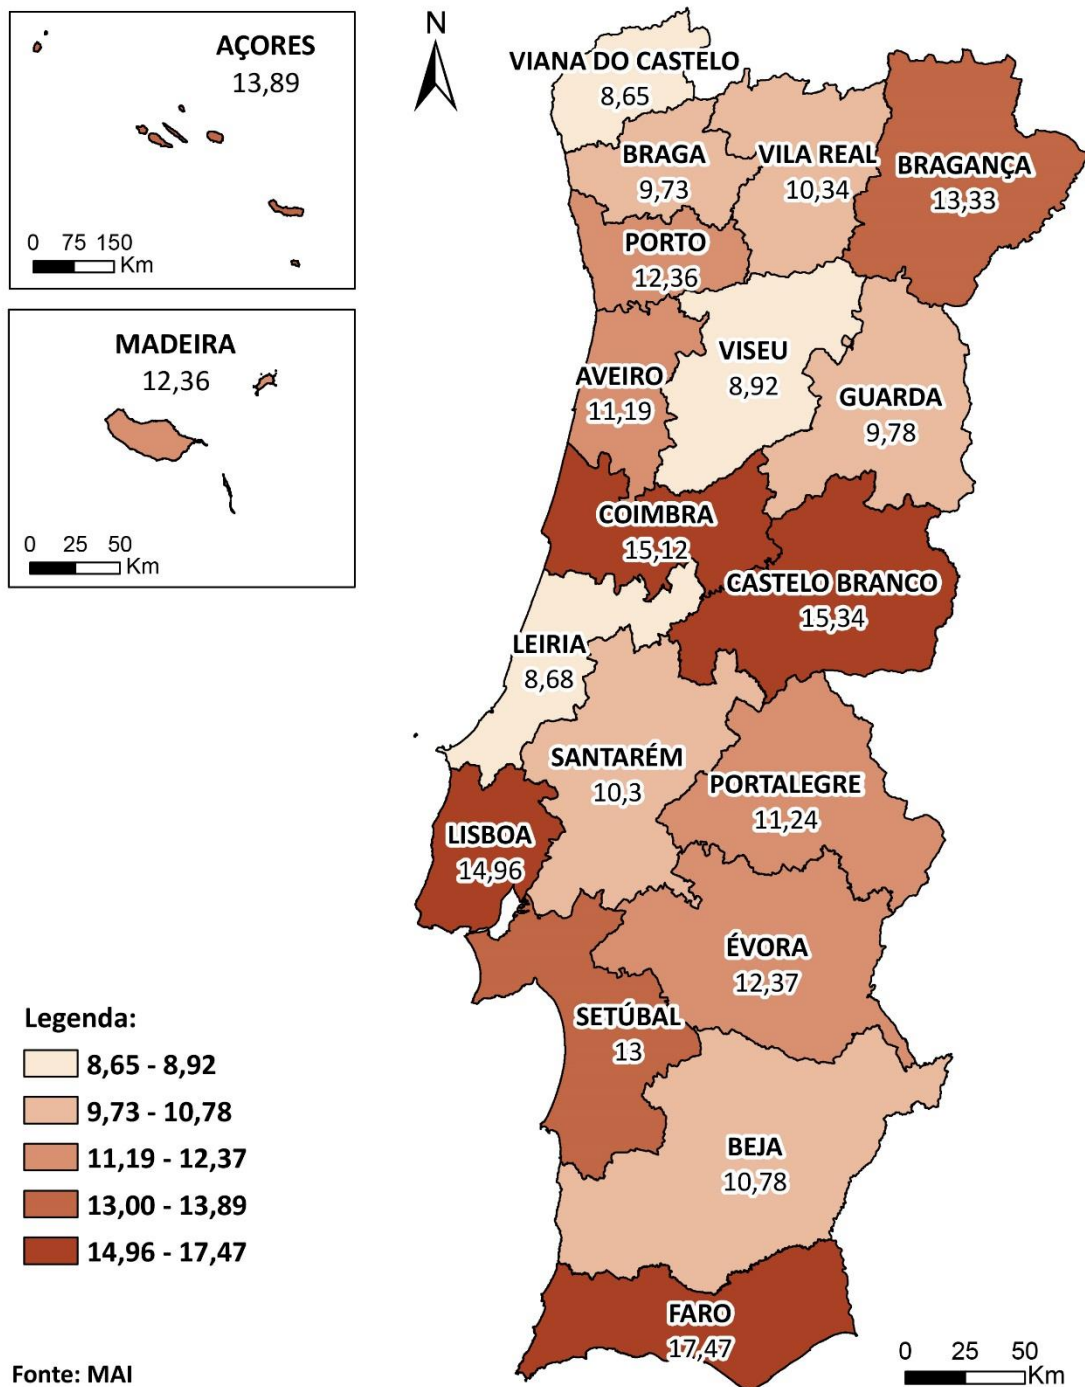 AÇORES
13,89
0 75 150
Km
MADEIRA
12,36
0 25 50
Km
N
VIANA DO CASTELO
8,65
BRAGA
9,73
VILA REAL
10,34
BRAGANÇA
13,33
PORTO
12,36
VISEU
8,92
AVEIRO
11,19
GUARDA
9,78
COIMBRA
15,12
CASTELO BRANCO
15,34
LEIRIA
8,68
SANTARÉM
10,3
PORTALEGRE
11,24
LISBOA
14,96
ÉVORA
12,37
SETÚBAL
13
BEJA
10,78
FARO
17,47
Legenda:
8,65 - 8,92
9,73 - 10,78
11,19 - 12,37
13,00 - 13,89
14,96 - 17,47
0 25 50
Km
Fonte: MAI